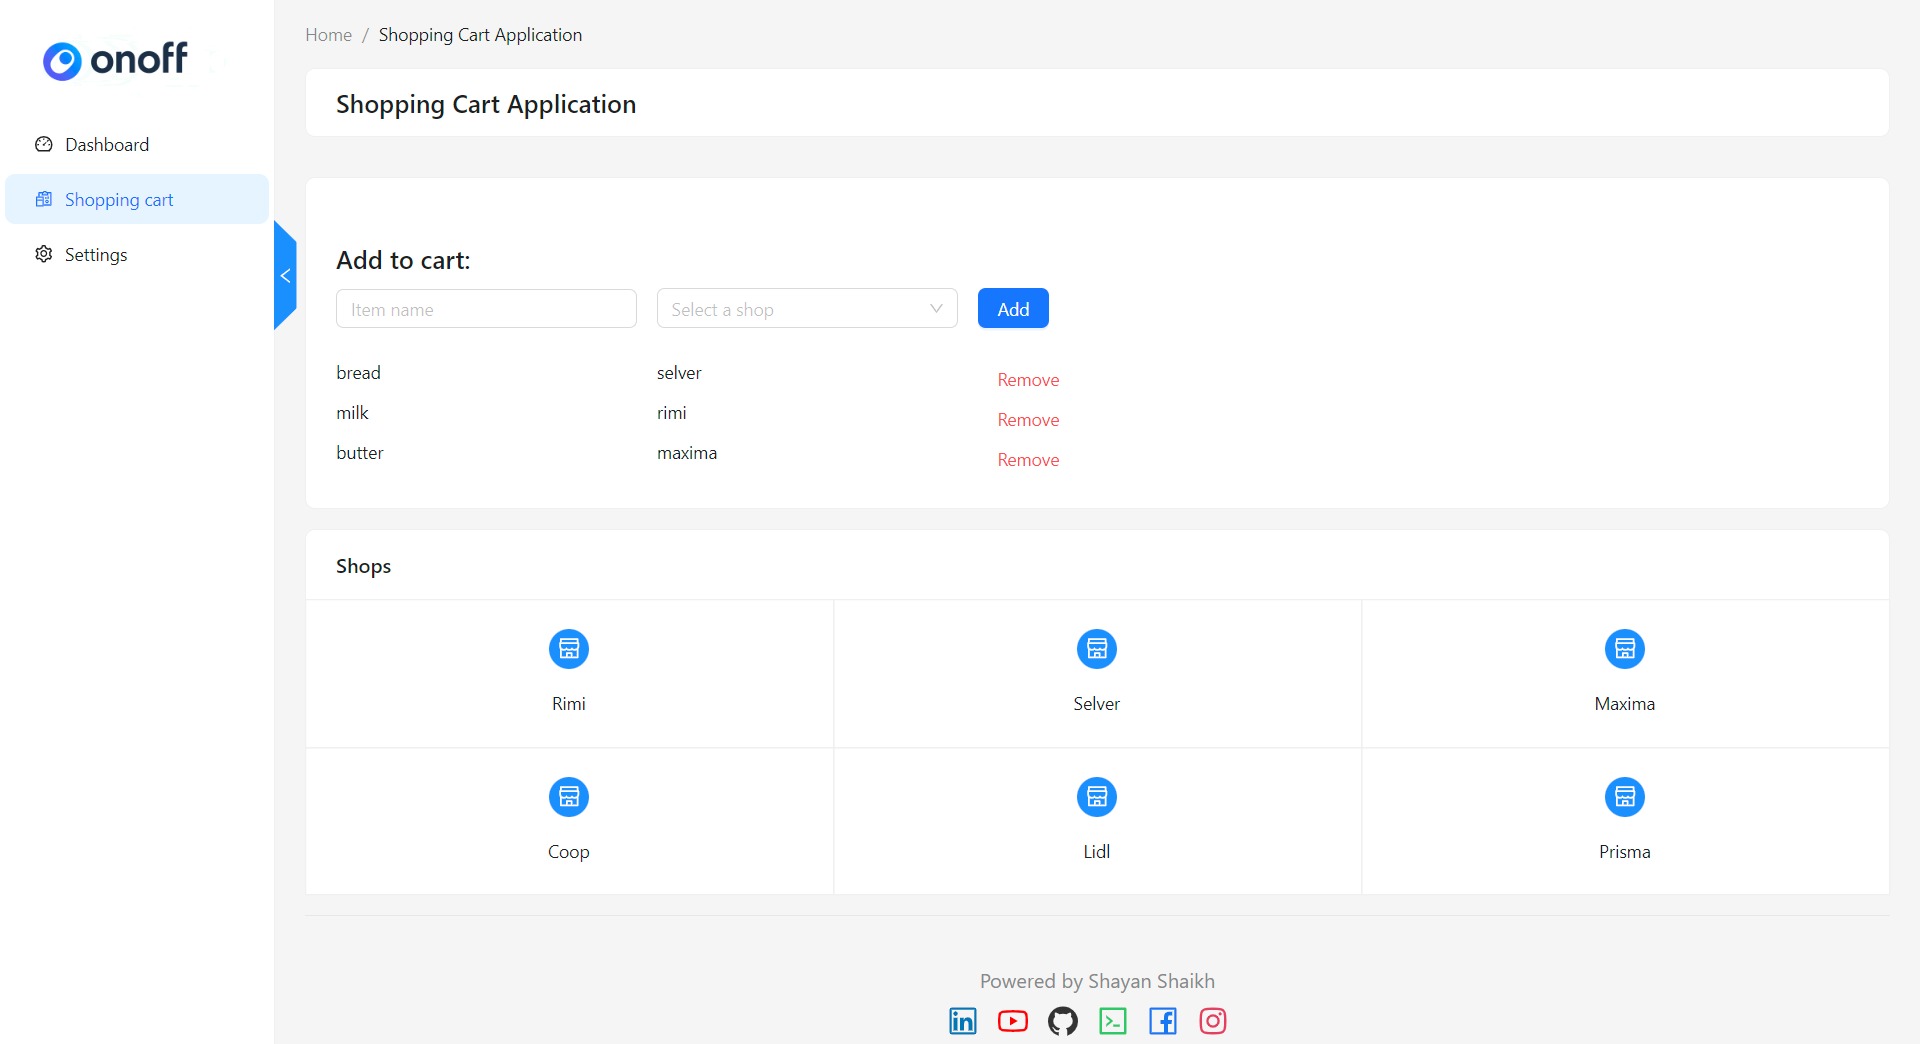 onoff
Dashboard
Shopping cart
Settings
Home / Shopping Cart Application
Shopping Cart Application
Add to cart:
Item name Select a shop Add
bread selver Remove
milk rimi Remove
butter maxima Remove
Shops
Rimi Selver Maxima
Coop Lidl Prisma
Powered by Shayan Shaikh